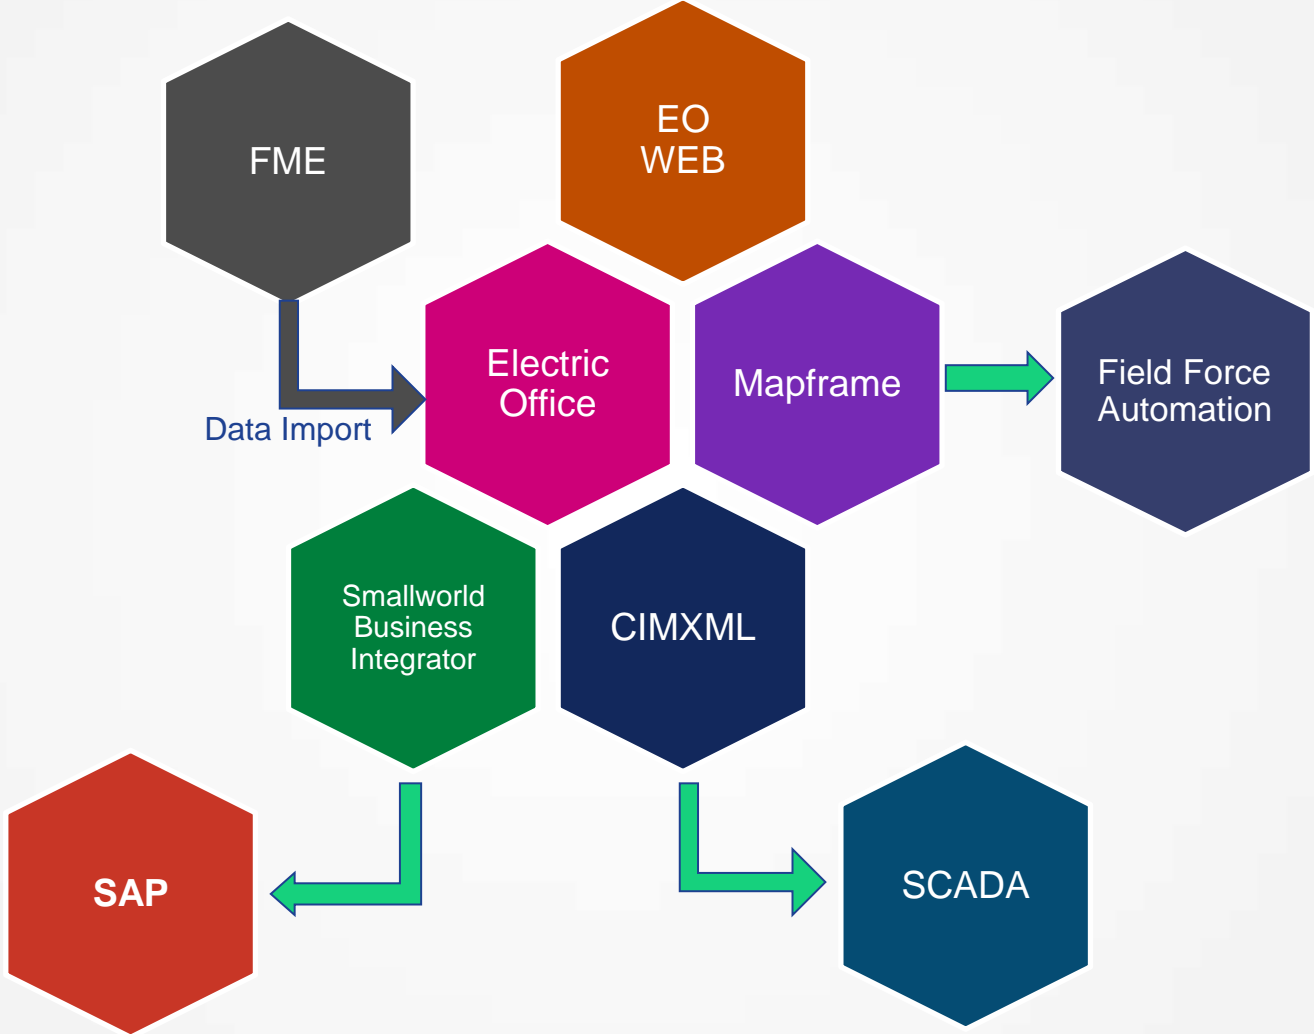 FME
EO
WEB
Electric
Office
Mapframe
Field Force
Automation
Data Import
Smallworld
Business
Integrator
CIMXML
SAP
SCADA